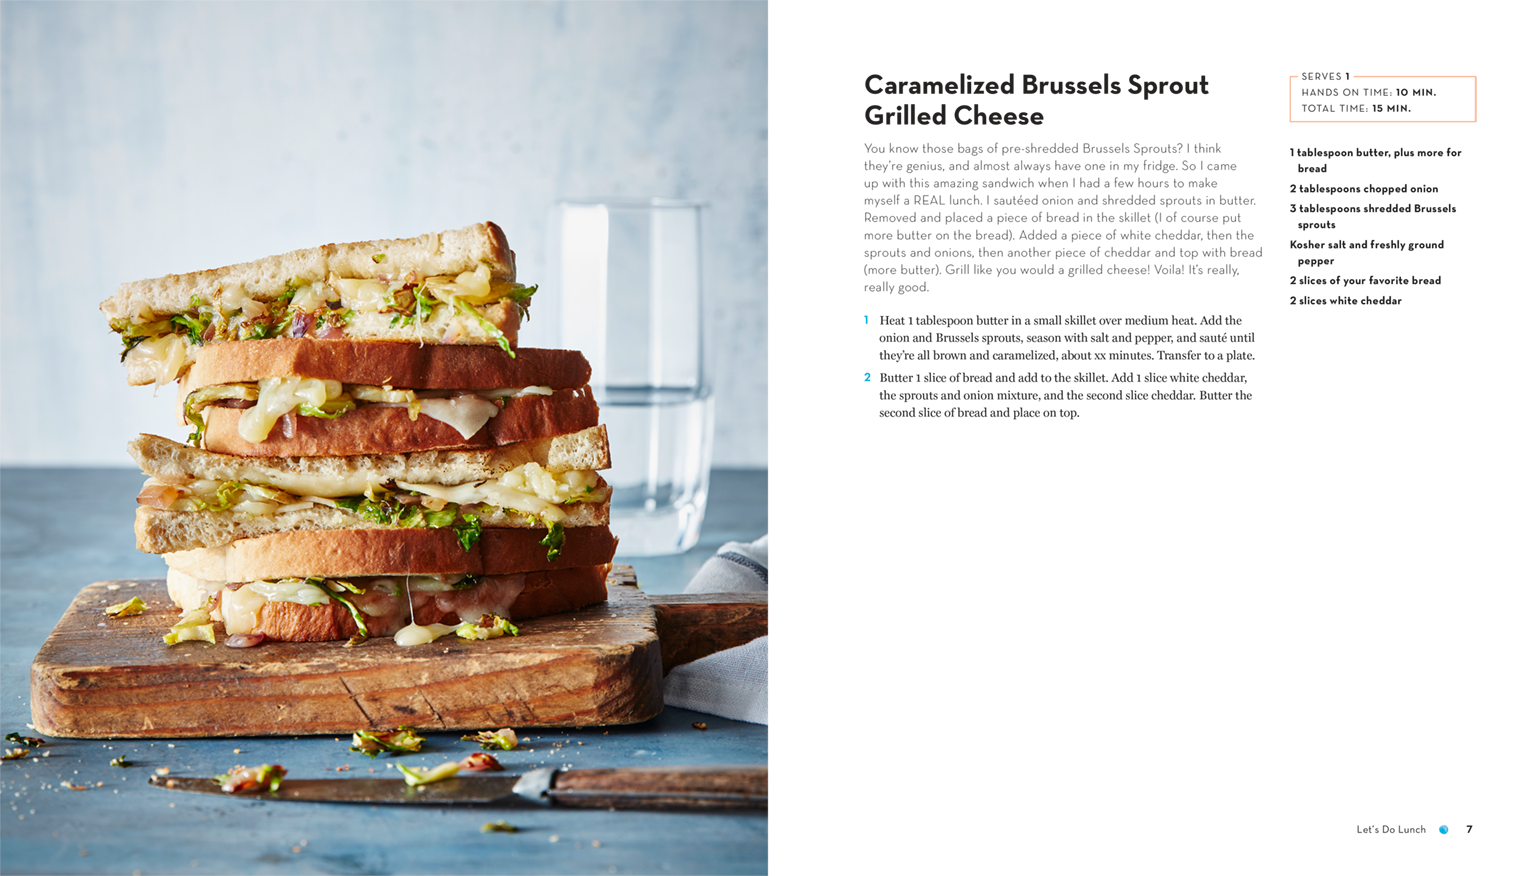 Caramelized Brussels Sprout
Grilled Cheese
You know those bags of pre-shredded Brussels Sprouts? I think
they're genius, and almost always have one in my fridge. So I came
up with this amazing sandwich when I had a few hours to make
myself a REAL lunch. I sautéed onion and shredded sprouts in butter.
Removed and placed a piece of bread in the skillet (I of course put
more butter on the bread). Added a piece of white cheddar, then the
sprouts and onions, then another piece of cheddar and top with bread
(more butter). Grill like you would a grilled cheese! Voila! It's really,
really good.
1 Heat 1 tablespoon butter in a small skillet over medium heat. Add the
onion and Brussels sprouts, season with salt and pepper, and sauté until
they're all brown and caramelized, about xx minutes. Transfer to a plate.
2 Butter 1 slice of bread and add to the skillet. Add 1 slice white cheddar,
the sprouts and onion mixture, and the second slice cheddar. Butter the
second slice of bread and place on top.
SERVES 1
HANDS ON TIME: 10 MIN.
TOTAL TIME: 15 MIN.
1 tablespoon butter, plus more for
bread
2 tablespoons chopped onion
3 tablespoons shredded Brussels
sprouts
Kosher salt and freshly ground
pepper
2 slices of your favorite bread
2 slices white cheddar
Let's Do Lunch 7